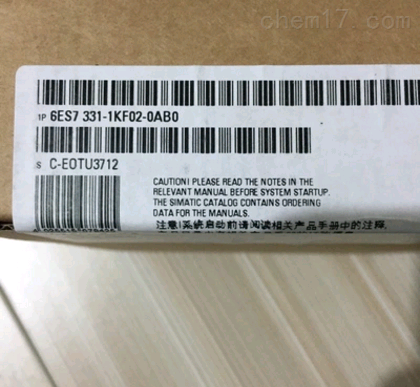 chem17.com
1P 6ES7 331-1KF02-0AB0
S C-EOTU3712
CAUTION! PLEASE READ THE NOTES IN THE
RELEVANT MANUAL BEFORE SYSTEM STARTUP.
THE SIMATIC CATALOG CONTAINS ORDERING
DATA FOR THE MANUALS.
注意!系统启动前请阅读相关产品手册中的注释,